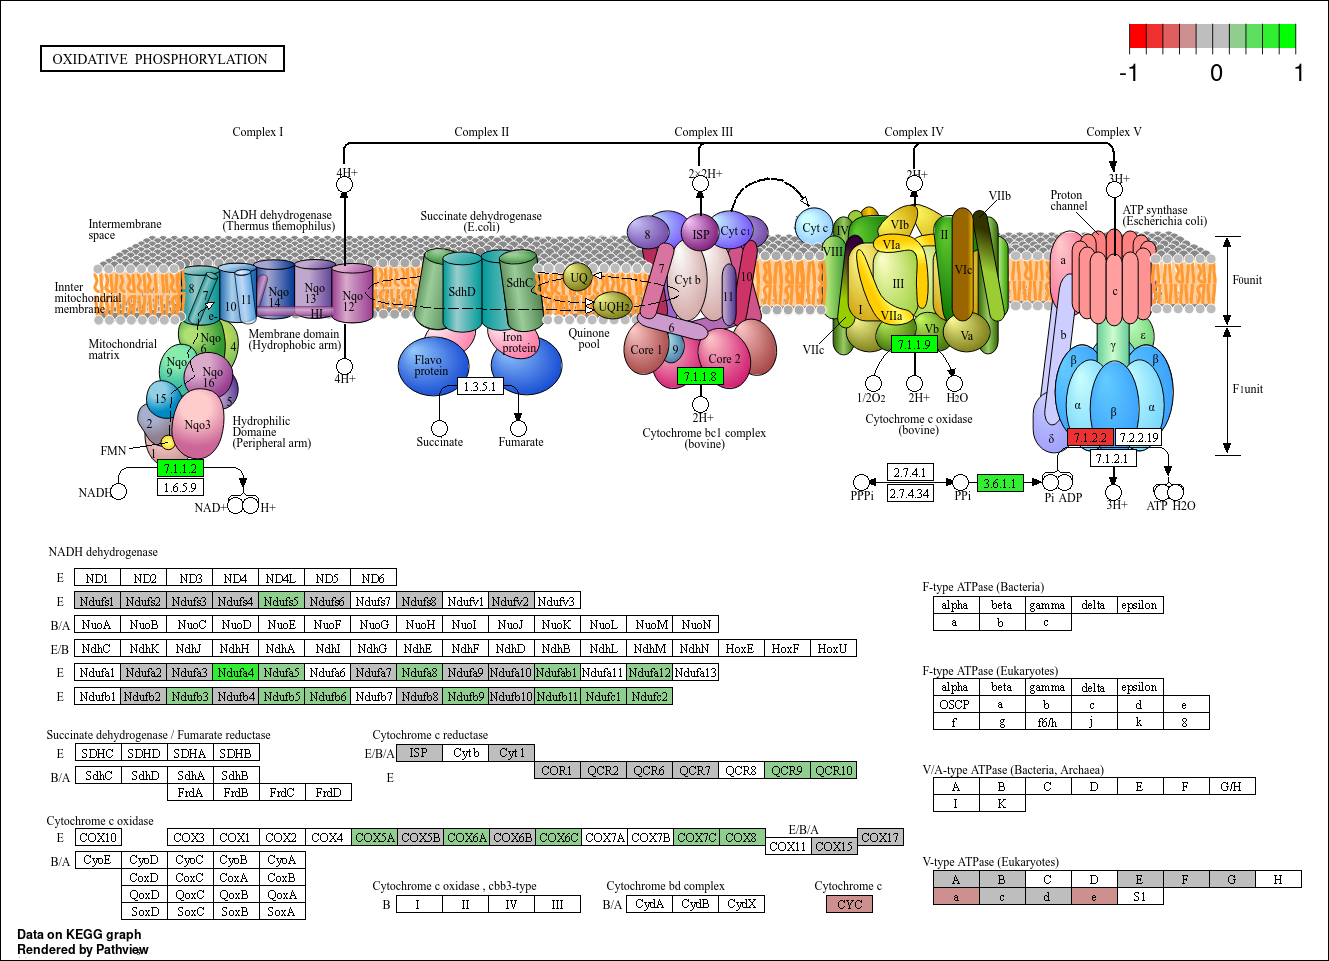 OXIDATIVE PHOSPHORYLATION
-1 0 1
Complex I Complex II Complex III Complex IV Complex V
4H+ 2×2H+ 2H+ 3H+
Intermembrane
space
NADH dehydrogenase
(Thermus themophilus)
Succinate dehydrogenase
(E.coli)
VIIb
Proton
channel
ATP synthase
(Escherichia coli)
8 ISP Cyt c1 Cyt c IV VIb II VIII VIa VIc a
Innter
mitochondrial
membrane
8 7 e- 10 11 Nqo 14 Nqo 13 HI Nqo 12
SdhD SdhC UQ UQH2
7 Cyt b 10 11 6
III I VIIa Vb Va c b
F0unit
Mitochondrial
matrix
Nqo 6 4
Membrane domain
(Hydrophobic arm)
Nqo 9 Nqo 16 15 5 2 Nqo3
4H+
Flavo
protein
Iron
protein
Quinone
pool
Core 1 9 Core 2
VIIc
7.1.1.9
γ ε β β α β α δ
F1unit
7.1.1.8
1.3.5.1
1/2O2 2H+ H2O
2H+
Hydrophilic
Domaine
(Peripheral arm)
FMN
Succinate Fumarate
Cytochrome bc1 complex
(bovine)
Cytochrome c oxidase
(bovine)
7.1.2.2 7.2.2.19
7.1.2.1
7.1.1.2
1.6.5.9
NADH NAD+ H+
2.7.4.1
2.7.4.34
3.6.1.1
PPPi PPi Pi ADP 3H+ ATP H2O
NADH dehydrogenase
E ND1 ND2 ND3 ND4 ND4L ND5 ND6
E Ndufs1 Ndufs2 Ndufs3 Ndufs4 Ndufs5 Ndufs6 Ndufs7 Ndufs8 Ndufv1 Ndufv2 Ndufv3
B/A NuoA NuoB NuoC NuoD NuoE NuoF NuoG NuoH NuoI NuoJ NuoK NuoL NuoM NuoN
E/B NdhC NdhK NdhJ NdhH NdhA NdhI NdhG NdhE NdhF NdhD NdhB NdhL NdhM NdhN HoxE HoxF HoxU
E Ndufa1 Ndufa2 Ndufa3 Ndufa4 Ndufa5 Ndufa6 Ndufa7 Ndufa8 Ndufa9 Ndufa10 Ndufab1 Ndufa11 Ndufa12 Ndufa13
E Ndufb1 Ndufb2 Ndufb3 Ndufb4 Ndufb5 Ndufb6 Ndufb7 Ndufb8 Ndufb9 Ndufb10 Ndufb11 Ndufc1 Ndufc2
Succinate dehydrogenase / Fumarate reductase
E SDHC SDHD SDHA SDHB
B/A SdhC SdhD SdhA SdhB
FrdA FrdB FrdC FrdD
Cytochrome c reductase
E/B/A ISP Cyt b Cyt 1
E COR1 QCR2 QCR6 QCR7 QCR8 QCR9 QCR10
Cytochrome c oxidase
E COX10 COX3 COX1 COX2 COX4 COX5A COX5B COX6A COX6B COX6C COX7A COX7B COX7C COX8
E/B/A
COX11 COX15 COX17
B/A CyoE CyoD CyoC CyoB CyoA
CoxD CoxC CoxA CoxB
QoxD QoxC QoxB QoxA
SoxD SoxC SoxB SoxA
Cytochrome c oxidase , cbb3-type
B I II IV III
Cytochrome bd complex
B/A CydA CydB CydX
Cytochrome c
CYC
F-type ATPase (Bacteria)
alpha beta gamma delta epsilon
a b c
F-type ATPase (Eukaryotes)
alpha beta gamma delta epsilon
OSCP a b c d e
f g f6/h j k 8
V/A-type ATPase (Bacteria, Archaea)
A B C D E F G/H
I K
V-type ATPase (Eukaryotes)
A B C D E F G H
a c d e S1
Data on KEGG graph
Rendered by Pathview